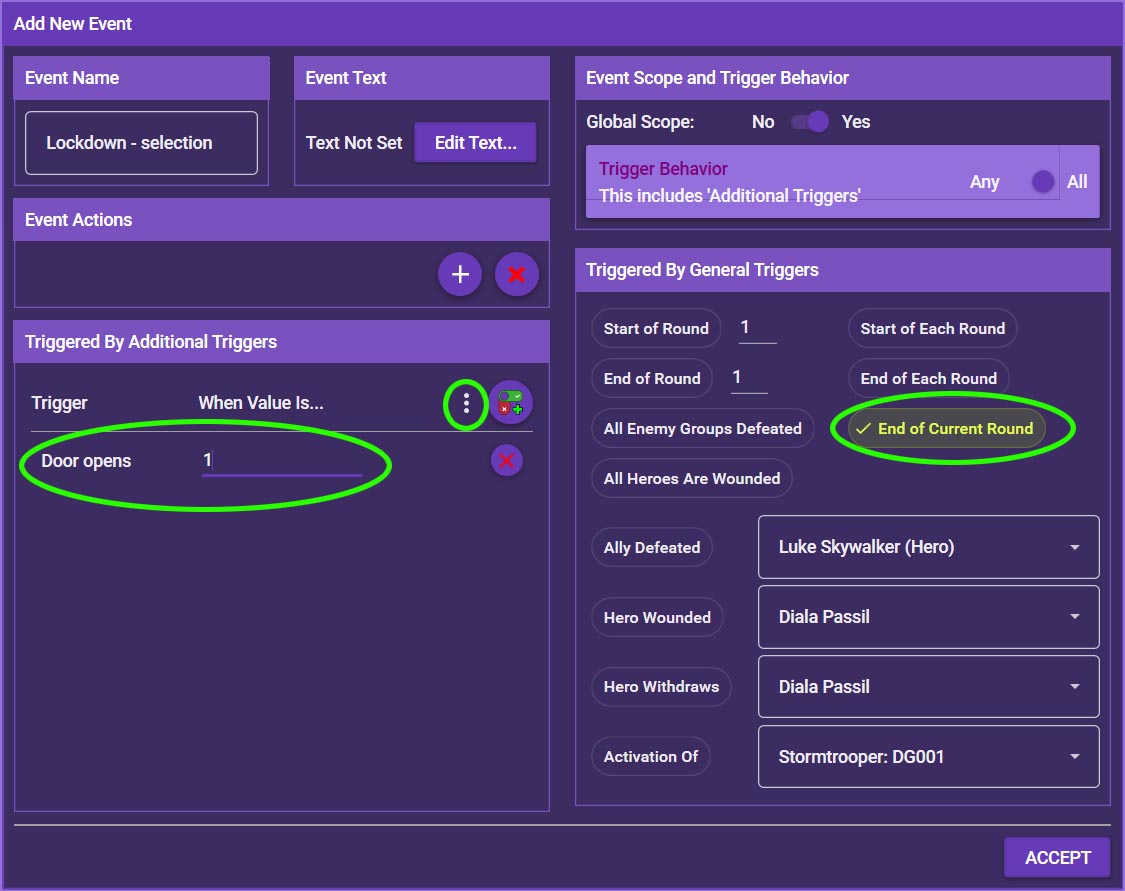 Add New Event
Event Name
Lockdown - selection
Event Text
Text Not Set
Edit Text...
Event Actions
Triggered By Additional Triggers
Trigger
When Value Is...
Door opens
1
Event Scope and Trigger Behavior
Global Scope:
No
Yes
Trigger Behavior
This includes 'Additional Triggers'
Any
All
Triggered By General Triggers
Start of Round
1
Start of Each Round
End of Round
1
End of Each Round
All Enemy Groups Defeated
End of Current Round
All Heroes Are Wounded
Ally Defeated
Luke Skywalker (Hero)
Hero Wounded
Diala Passil
Hero Withdraws
Diala Passil
Activation Of
Stormtrooper: DG001
ACCEPT